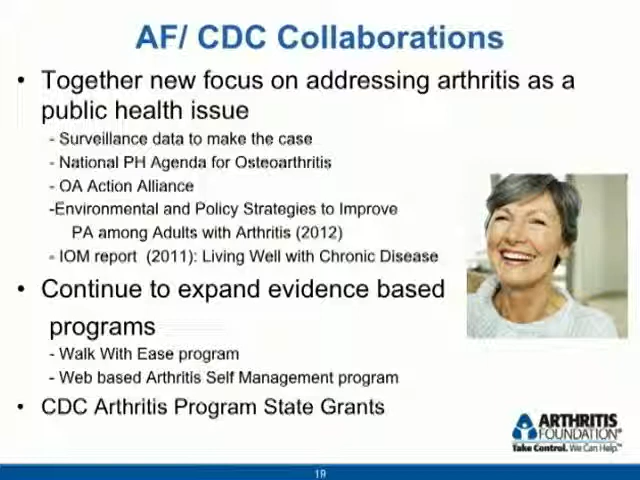 AF/ CDC Collaborations
• Together new focus on addressing arthritis as a
public health issue
- Surveillance data to make the case
- National PH Agenda for Osteoarthritis
- OA Action Alliance
-Environmental and Policy Strategies to Improve
PA among Adults with Arthritis (2012)
- IOM report (2011): Living Well with Chronic Disease
• Continue to expand evidence based
programs
- Walk With Ease program
- Web based Arthritis Self Management program
• CDC Arthritis Program State Grants
ARTHRITIS
FOUNDATION®
Take Control. We Can Help.™
19